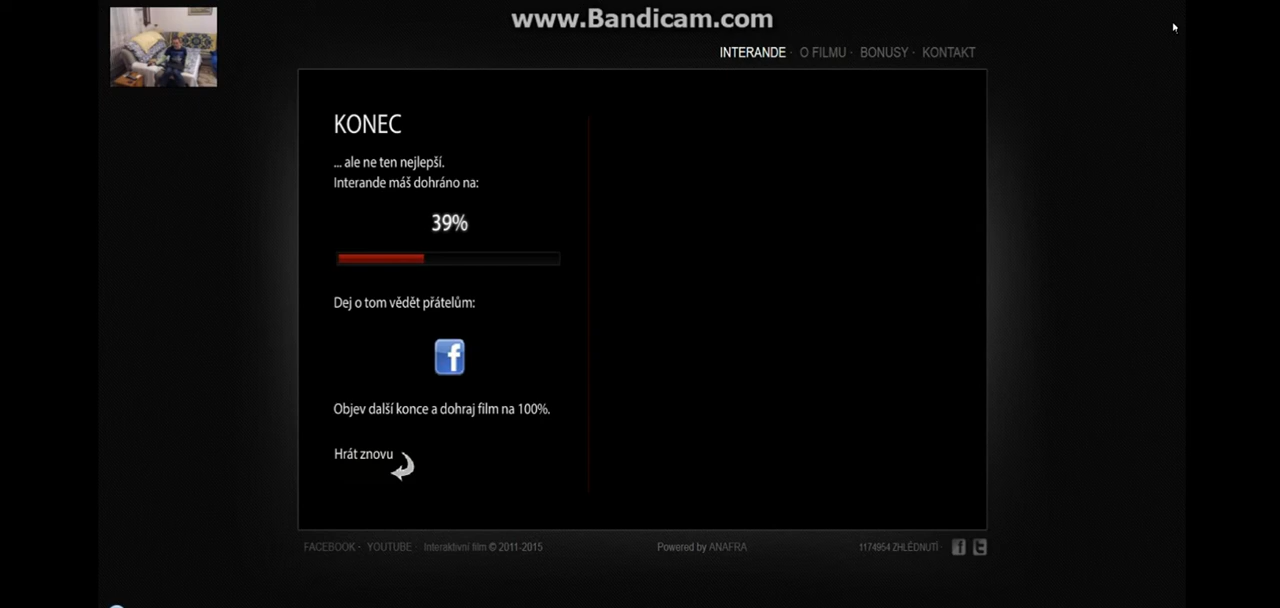 www.Bandicam.com
INTERANDE · O FILMU · BONUSY · KONTAKT
KONEC
... ale ne ten nejlepší.
Interande máš dohráno na:
39%
Dej o tom vědět přátelům:
f
Objev další konce a dohraj film na 100%.
Hrát znovu
FACEBOOK · YOUTUBE · Interaktivní film © 2011-2015 Powered by ANAFRA 1174954 ZHLÉDNUTÍ · f t